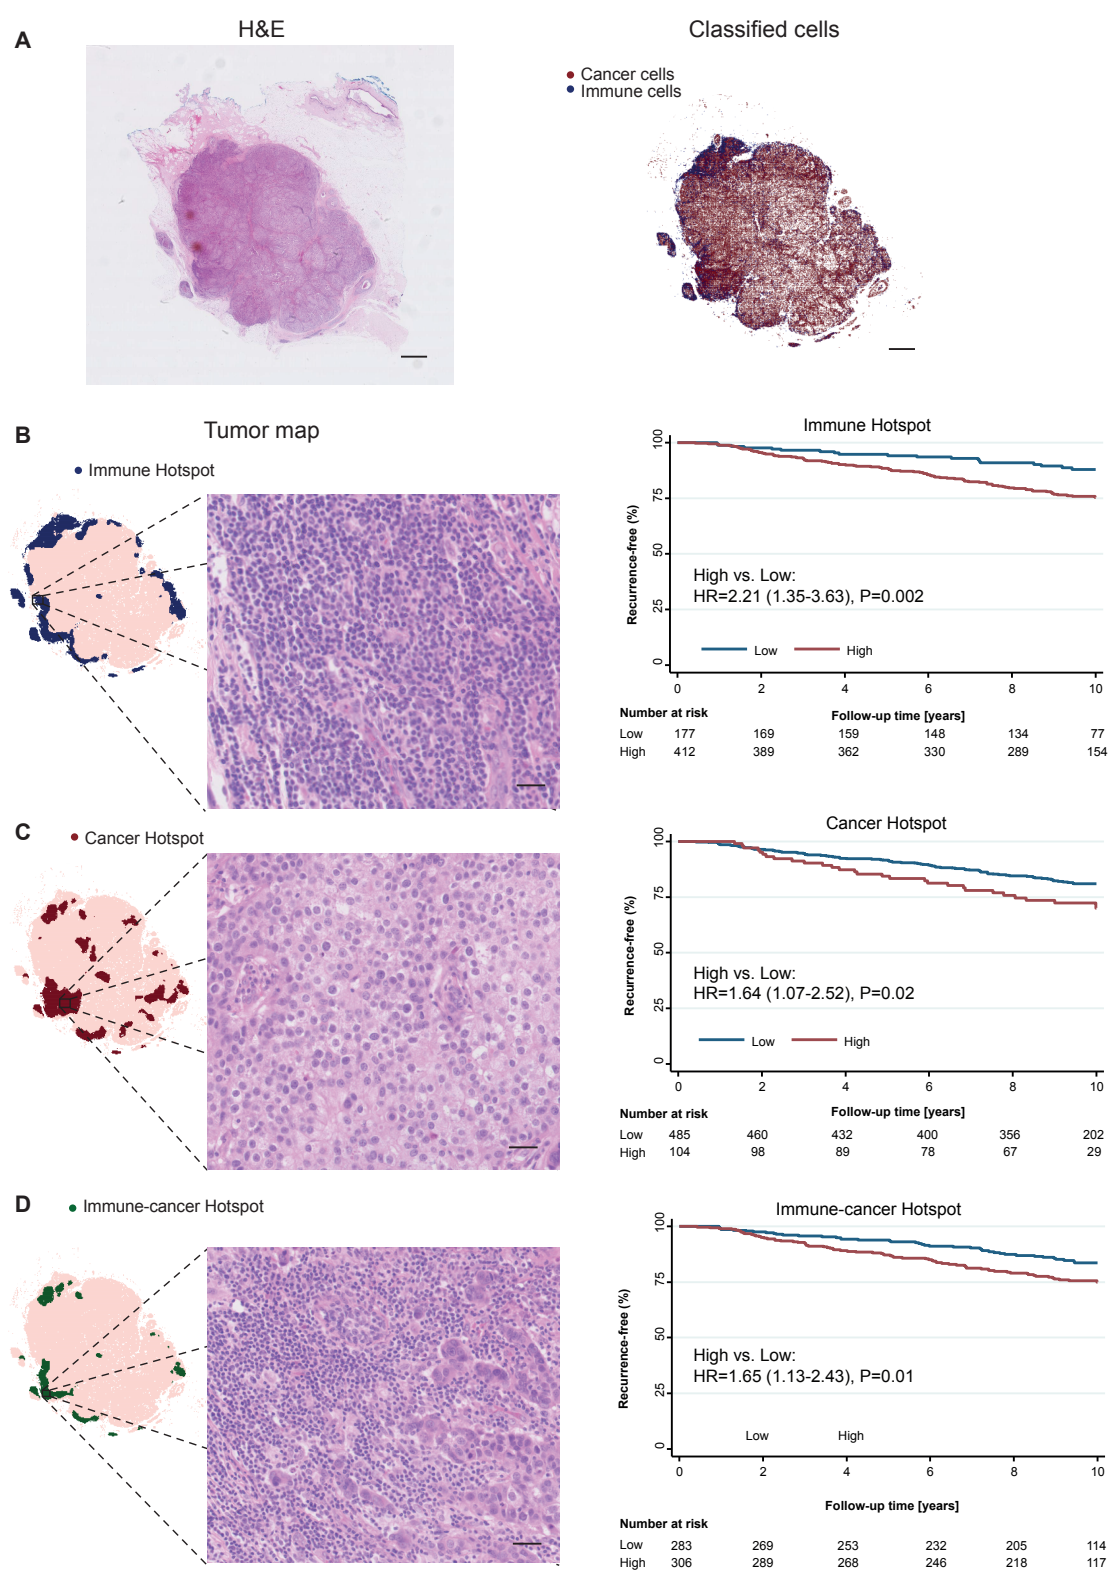 A
H&E
Classified cells
Cancer cells
Immune cells
B
Tumor map
Immune Hotspot
Immune Hotspot
Recurrence-free (%)
100
75
50
25
0
High vs. Low:
HR=2.21 (1.35-3.63), P=0.002
Low High
0 2 4 6 8 10
Number at risk Follow-up time [years]
Low 177 169 159 148 134 77
High 412 389 362 330 289 154
C
Cancer Hotspot
Cancer Hotspot
Recurrence-free (%)
100
75
50
25
0
High vs. Low:
HR=1.64 (1.07-2.52), P=0.02
Low High
0 2 4 6 8 10
Number at risk Follow-up time [years]
Low 485 460 432 400 356 202
High 104 98 89 78 67 29
D
Immune-cancer Hotspot
Immune-cancer Hotspot
Recurrence-free (%)
100
75
50
25
0
High vs. Low:
HR=1.65 (1.13-2.43), P=0.01
Low High
0 2 4 6 8 10
Follow-up time [years]
Number at risk
Low 283 269 253 232 205 114
High 306 289 268 246 218 117